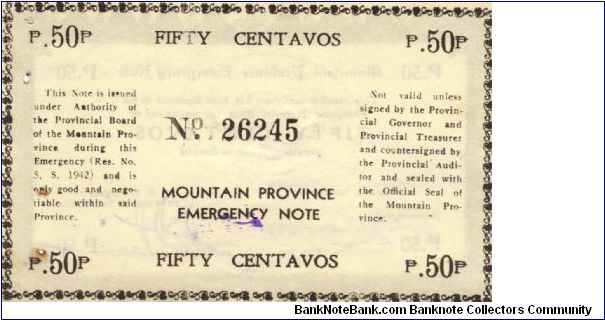 ₱.50₱ FIFTY CENTAVOS ₱.50₱
This Note is issued
under Authority of
the Provincial Board
of the Mountain Pro-
vince during this
Emergency (Res. No.
5, S. 1942) and is
only good and nego-
tiable within said
Province.
Nº. 26245
MOUNTAIN PROVINCE
EMERGENCY NOTE
Not valid unless
signed by the Provin-
cial Governor and
Provincial Treasurer
and countersigned by
the Provincial Audi-
tor and sealed with
the Official Seal of
the Mountain Pro-
vince.
₱.50₱ FIFTY CENTAVOS ₱.50₱
BankNoteBank.com Banknote Collectors Community